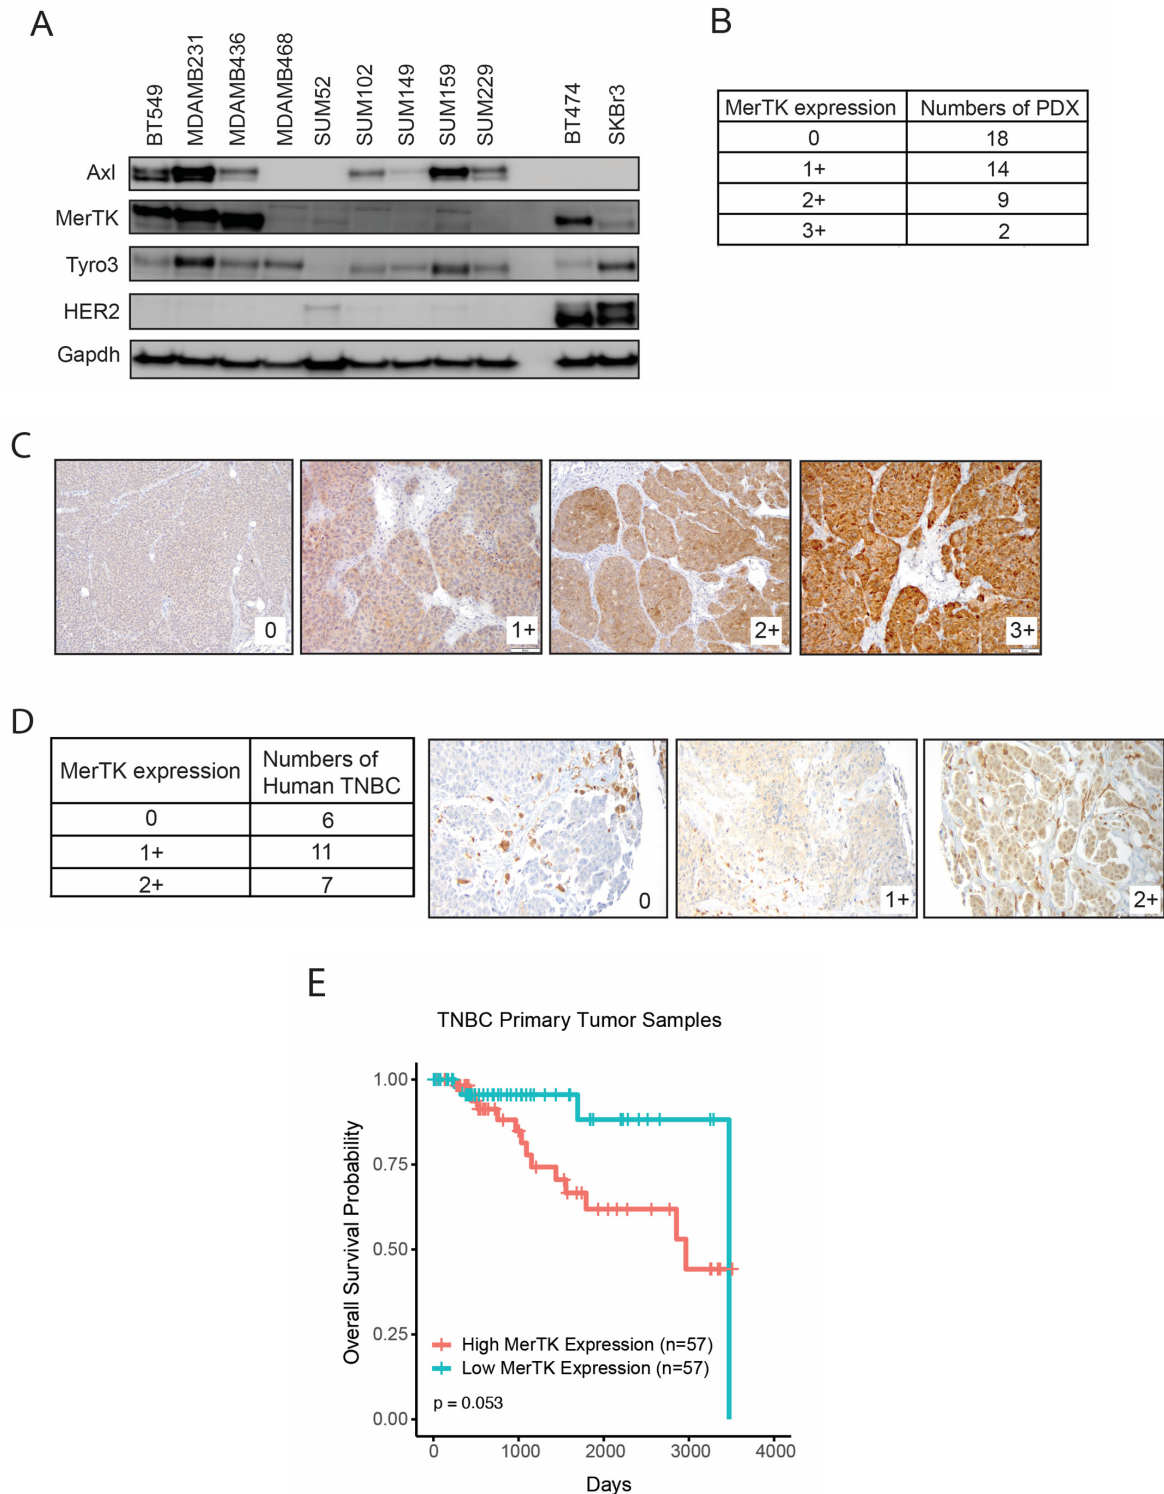 A
BT549
MDAMB231
MDAMB436
MDAMB468
SUM52
SUM102
SUM149
SUM159
SUM229
BT474
SKBr3
Axl
MerTK
Tyro3
HER2
Gapdh
B
MerTK expression Numbers of PDX
0 18
1+ 14
2+ 9
3+ 2
C
0
1+
2+
3+
D
MerTK expression Numbers of Human TNBC
0 6
1+ 11
2+ 7
0
1+
2+
E
TNBC Primary Tumor Samples
Overall Survival Probability
1.00
0.75
0.50
0.25
0.00
High MerTK Expression (n=57)
Low MerTK Expression (n=57)
p = 0.053
0 1000 2000 3000 4000
Days